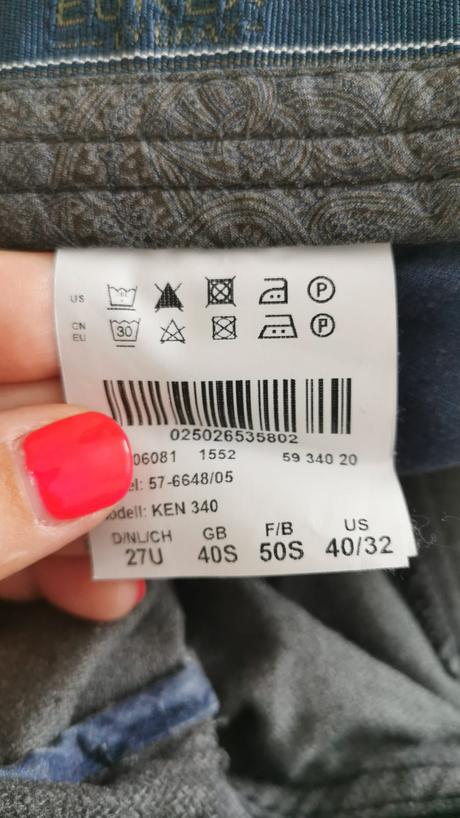 US
CN
EU
30
P
P
025026535802
06081 1552 59 340 20
el: 57-6648/05
odell: KEN 340
D/NL/CH GB F/B US
27U 40S 50S 40/32